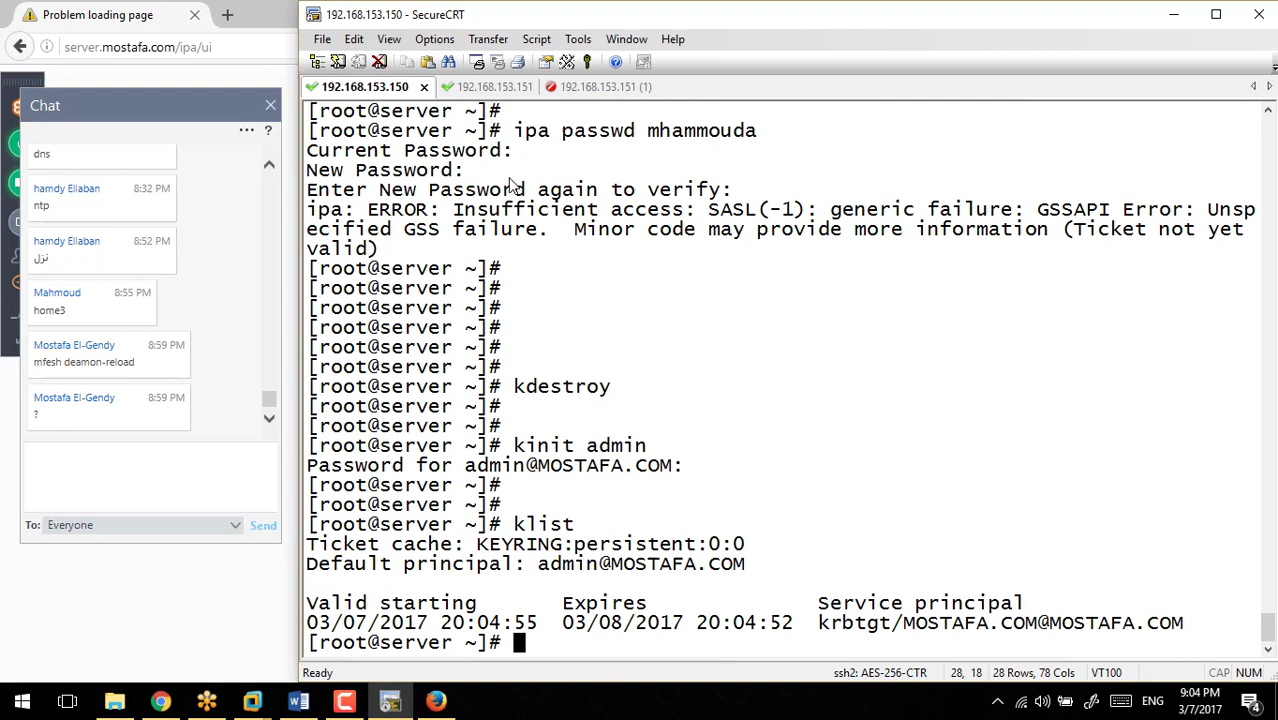 Problem loading page
server.mostafa.com/ipa/ui
Chat
dns
hamdy Ellaban 8:32 PM
ntp
hamdy Ellaban 8:52 PM
نزل
Mahmoud 8:55 PM
home3
Mostafa El-Gendy 8:59 PM
mfesh deamon-reload
Mostafa El-Gendy 8:59 PM
?
To: Everyone Send
192.168.153.150 - SecureCRT
File Edit View Options Transfer Script Tools Window Help
192.168.153.150 192.168.153.151 192.168.153.151 (1)
[root@server ~]#
[root@server ~]# ipa passwd mhammouda
Current Password:
New Password:
Enter New Password again to verify:
ipa: ERROR: Insufficient access: SASL(-1): generic failure: GSSAPI Error: Unsp
ecified GSS failure.  Minor code may provide more information (Ticket not yet
valid)
[root@server ~]#
[root@server ~]#
[root@server ~]#
[root@server ~]#
[root@server ~]#
[root@server ~]#
[root@server ~]# kdestroy
[root@server ~]#
[root@server ~]#
[root@server ~]# kinit admin
Password for admin@MOSTAFA.COM:
[root@server ~]#
[root@server ~]#
[root@server ~]# klist
Ticket cache: KEYRING:persistent:0:0
Default principal: admin@MOSTAFA.COM
Valid starting Expires Service principal
03/07/2017 20:04:55 03/08/2017 20:04:52 krbtgt/MOSTAFA.COM@MOSTAFA.COM
[root@server ~]#
Ready ssh2: AES-256-CTR 28, 18 28 Rows, 78 Cols VT100 CAP NUM
ENG 9:04 PM
3/7/2017
4